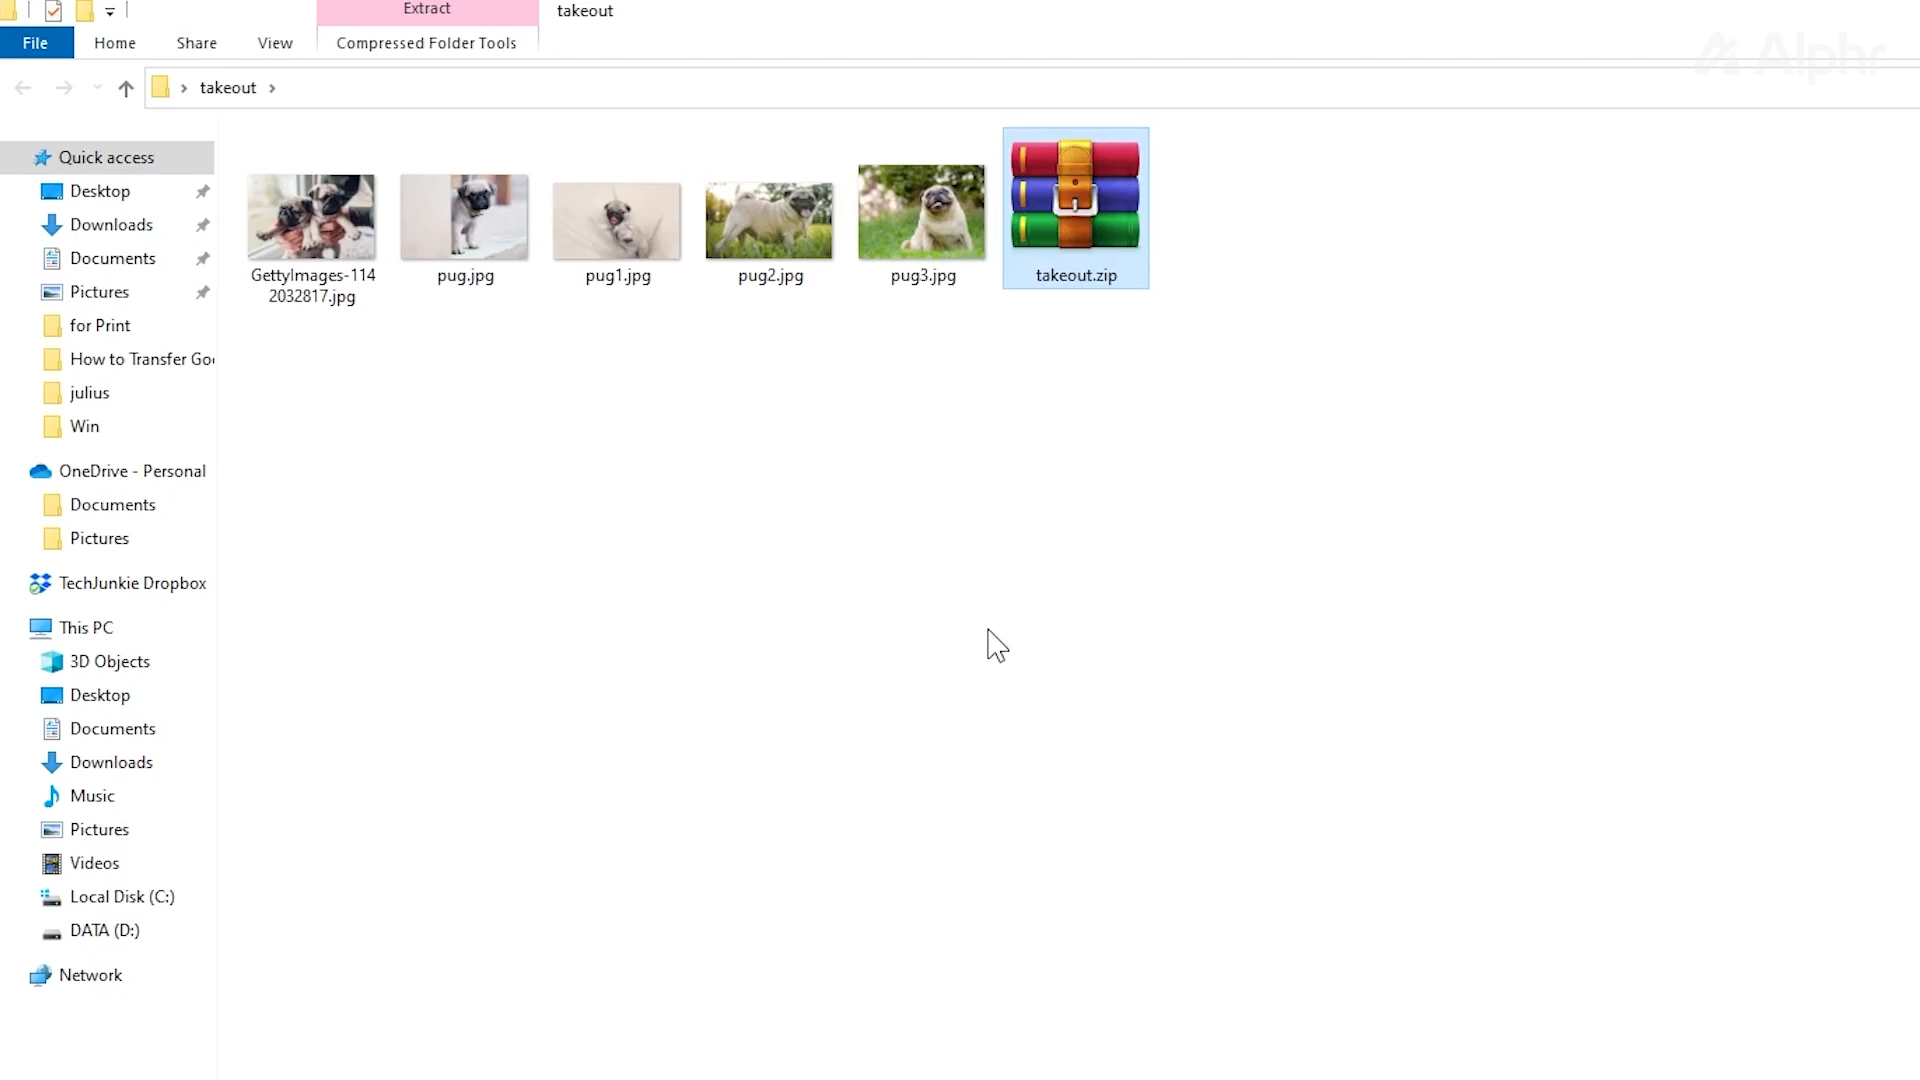 Extract
takeout
File
Home
Share
View
Compressed Folder Tools
Alphr
takeout
Quick access
Desktop
Downloads
Documents
Pictures
for Print
How to Transfer Go
julius
Win
OneDrive - Personal
Documents
Pictures
TechJunkie Dropbox
This PC
3D Objects
Desktop
Documents
Downloads
Music
Pictures
Videos
Local Disk (C:)
DATA (D:)
Network
GettyImages-114
2032817.jpg
pug.jpg
pug1.jpg
pug2.jpg
pug3.jpg
takeout.zip